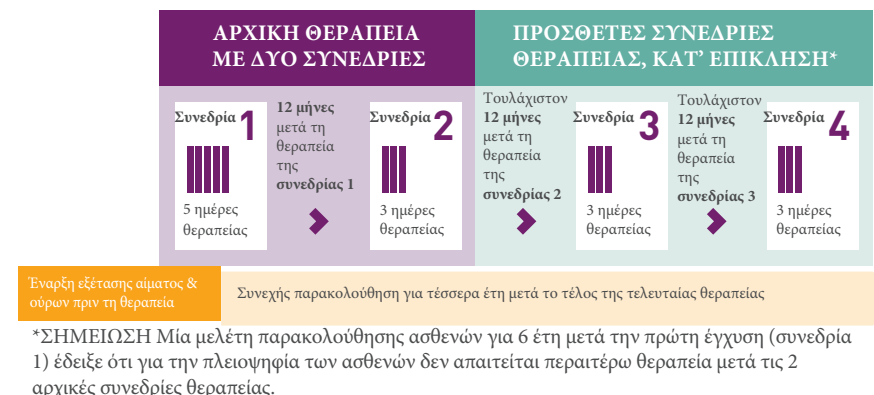 ΑΡΧΙΚΗ ΘΕΡΑΠΕΙΑ
ΜΕ ΔΥΟ ΣΥΝΕΔΡΙΕΣ
ΠΡΟΣΘΕΤΕΣ ΣΥΝΕΔΡΙΕΣ
ΘΕΡΑΠΕΙΑΣ, ΚΑΤ’ ΕΠΙΚΛΗΣΗ*
Συνεδρία 1
5 ημέρες
θεραπείας
12 μήνες
μετά τη
θεραπεία
της
συνεδρίας 1
Συνεδρία 2
3 ημέρες
θεραπείας
Τουλάχιστον
12 μήνες
μετά τη
θεραπεία
της
συνεδρίας 2
Συνεδρία 3
3 ημέρες
θεραπείας
Τουλάχιστον
12 μήνες
μετά τη
θεραπεία
της
συνεδρίας 3
Συνεδρία 4
3 ημέρες
θεραπείας
Έναρξη εξέτασης αίματος &
ούρων πριν τη θεραπεία
Συνεχής παρακολούθηση για τέσσερα έτη μετά το τέλος της τελευταίας θεραπείας
*ΣΗΜΕΙΩΣΗ Μία μελέτη παρακολούθησης ασθενών για 6 έτη μετά την πρώτη έγχυση (συνεδρία
1) έδειξε ότι για την πλειοψηφία των ασθενών δεν απαιτείται περαιτέρω θεραπεία μετά τις 2
αρχικές συνεδρίες θεραπείας.